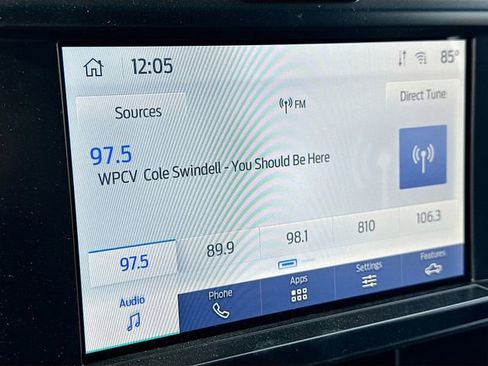 12:05
85°
Sources
FM
Direct Tune
97.5
WPCV Cole Swindell - You Should Be Here
97.5 89.9 98.1 810 106.3
Audio Phone Apps Settings Features